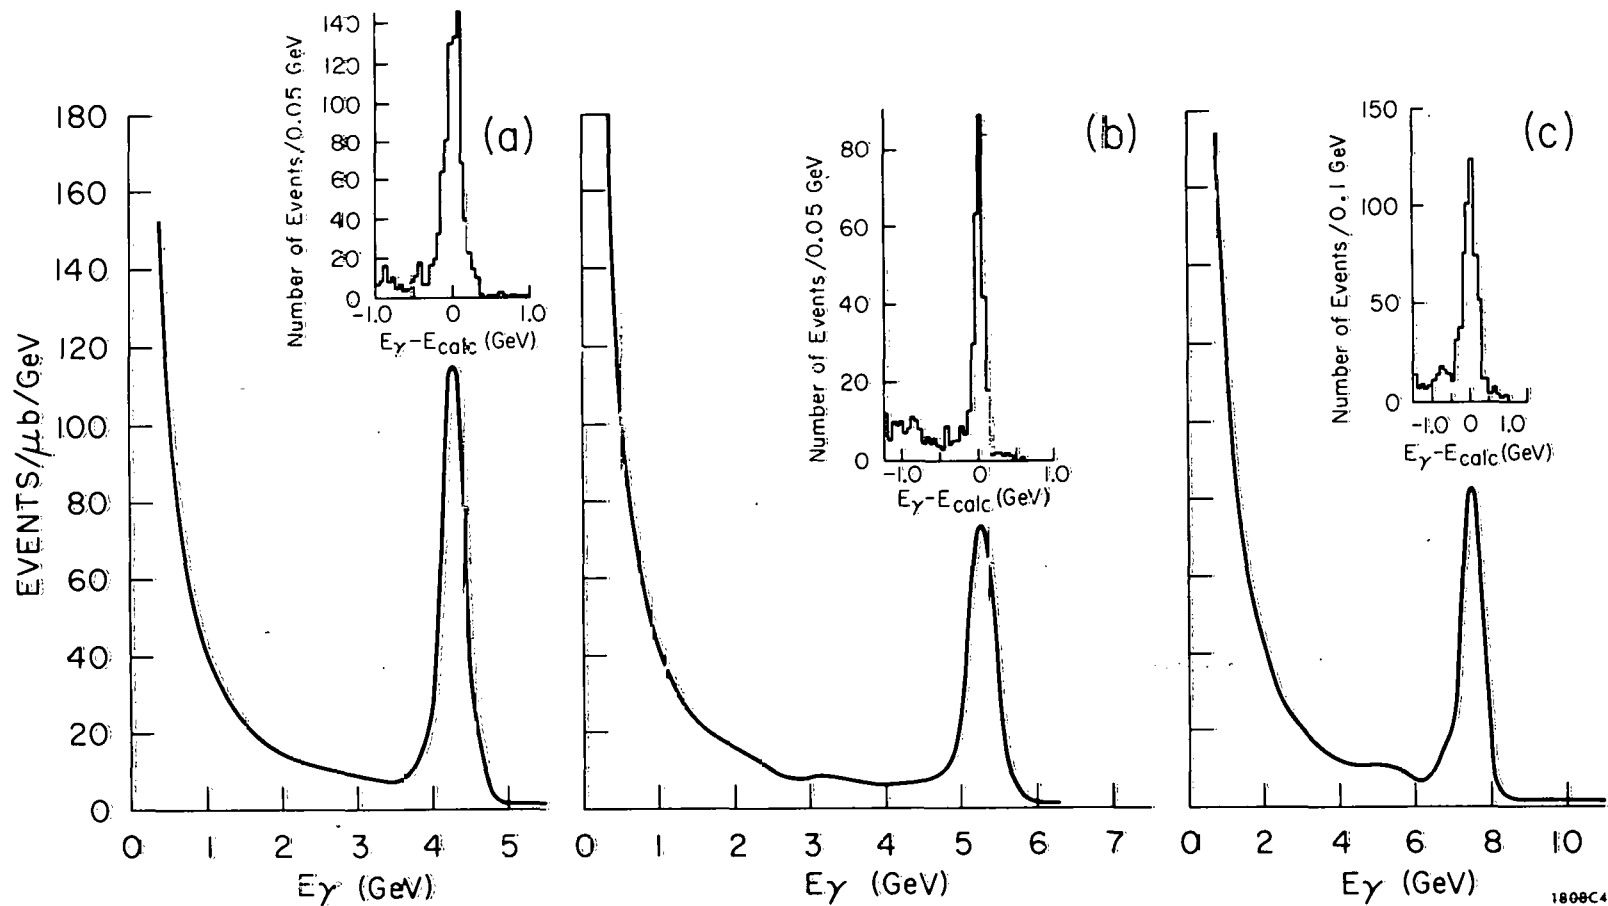 EVENTS/μb/GeV
180
160
140
120
100
80
60
40
20
0
0 1 2 3 4 5
Eγ (GeV)
(a)
Number of Events/0.05 GeV
140
120
100
80
60
40
20
0
-1.0 0 1.0
Eγ-Ecalc (GeV)
0 1 2 3 4 5 6 7
Eγ (GeV)
(b)
Number of Events/0.05 GeV
80
60
40
20
0
-1.0 0 1.0
Eγ-Ecalc (GeV)
0 2 4 6 8 10
Eγ (GeV)
(c)
Number of Events/0.1 GeV
150
100
50
0
-1.0 0 1.0
Eγ-Ecalc (GeV)
1808C4